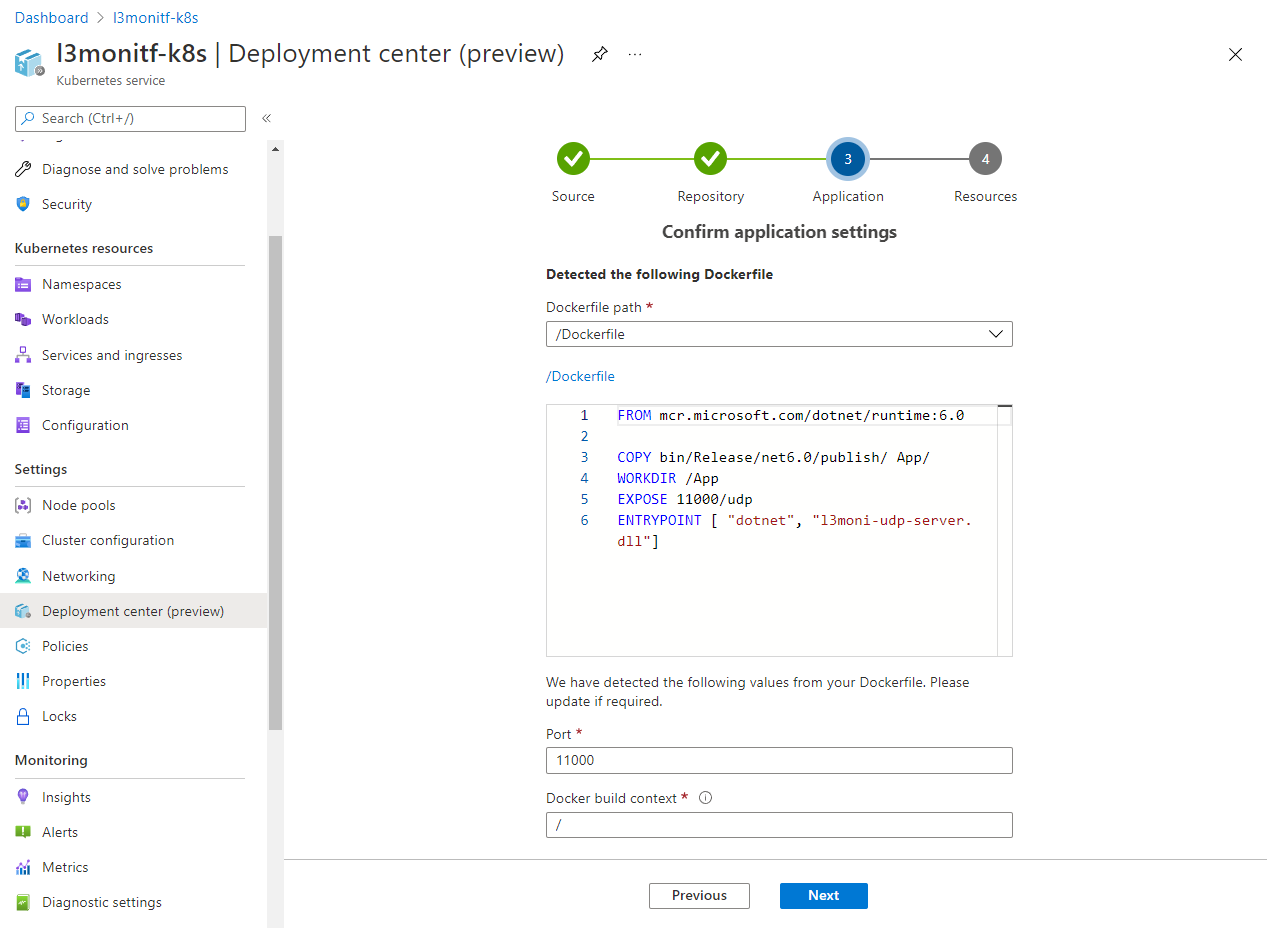 Dashboard > l3monitf-k8s
l3monitf-k8s | Deployment center (preview)
Kubernetes service
Search (Ctrl+/)
Diagnose and solve problems
Security
Kubernetes resources
Namespaces
Workloads
Services and ingresses
Storage
Configuration
Settings
Node pools
Cluster configuration
Networking
Deployment center (preview)
Policies
Properties
Locks
Monitoring
Insights
Alerts
Metrics
Diagnostic settings
3
4
Source
Repository
Application
Resources
Confirm application settings
Detected the following Dockerfile
Dockerfile path *
/Dockerfile
/Dockerfile
1 FROM mcr.microsoft.com/dotnet/runtime:6.0
2
3 COPY bin/Release/net6.0/publish/ App/
4 WORKDIR /App
5 EXPOSE 11000/udp
6 ENTRYPOINT [ "dotnet", "l3moni-udp-server.
dll"]
We have detected the following values from your Dockerfile. Please
update if required.
Port *
11000
Docker build context *
/
Previous
Next